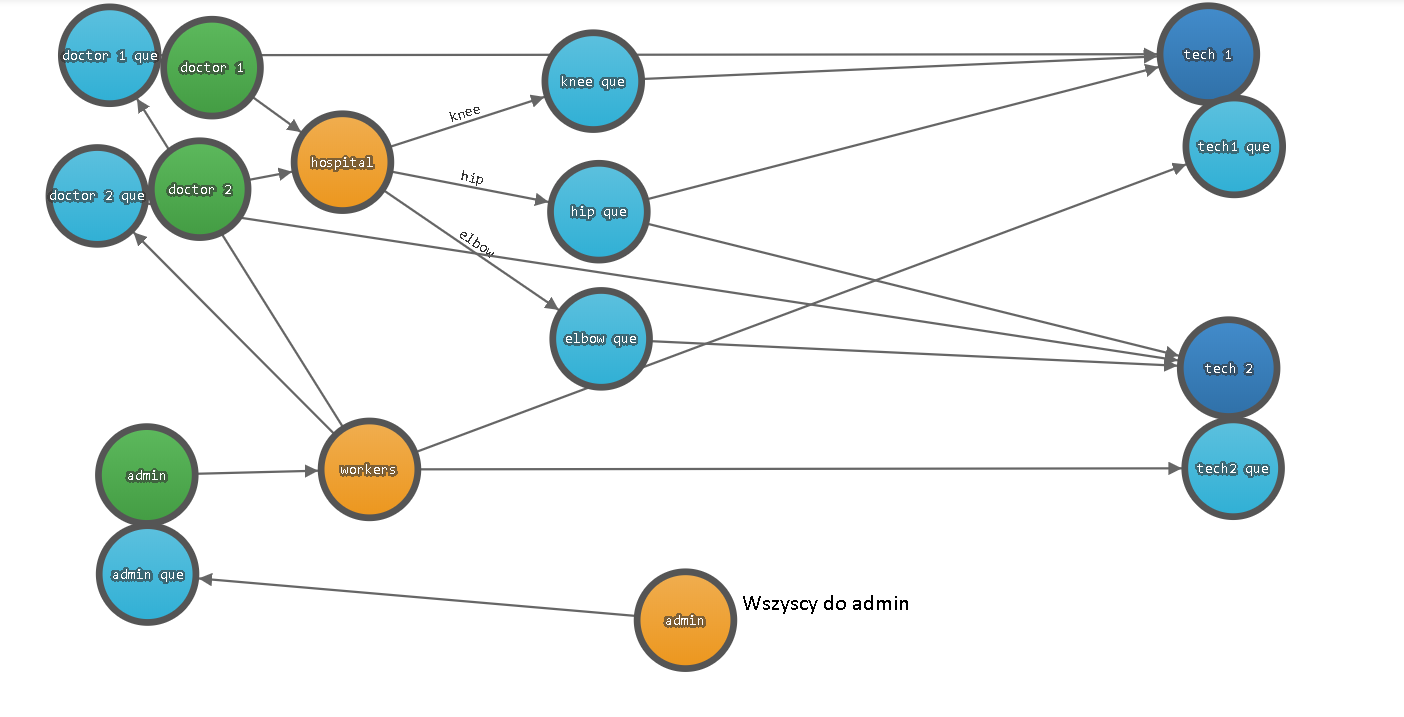 doctor 1 que
doctor 1
knee que
tech 1
knee
hospital
tech1 que
hip
doctor 2 que
doctor 2
hip que
elbow
elbow que
tech 2
admin
workers
tech2 que
admin que
Wszyscy do admin
admin